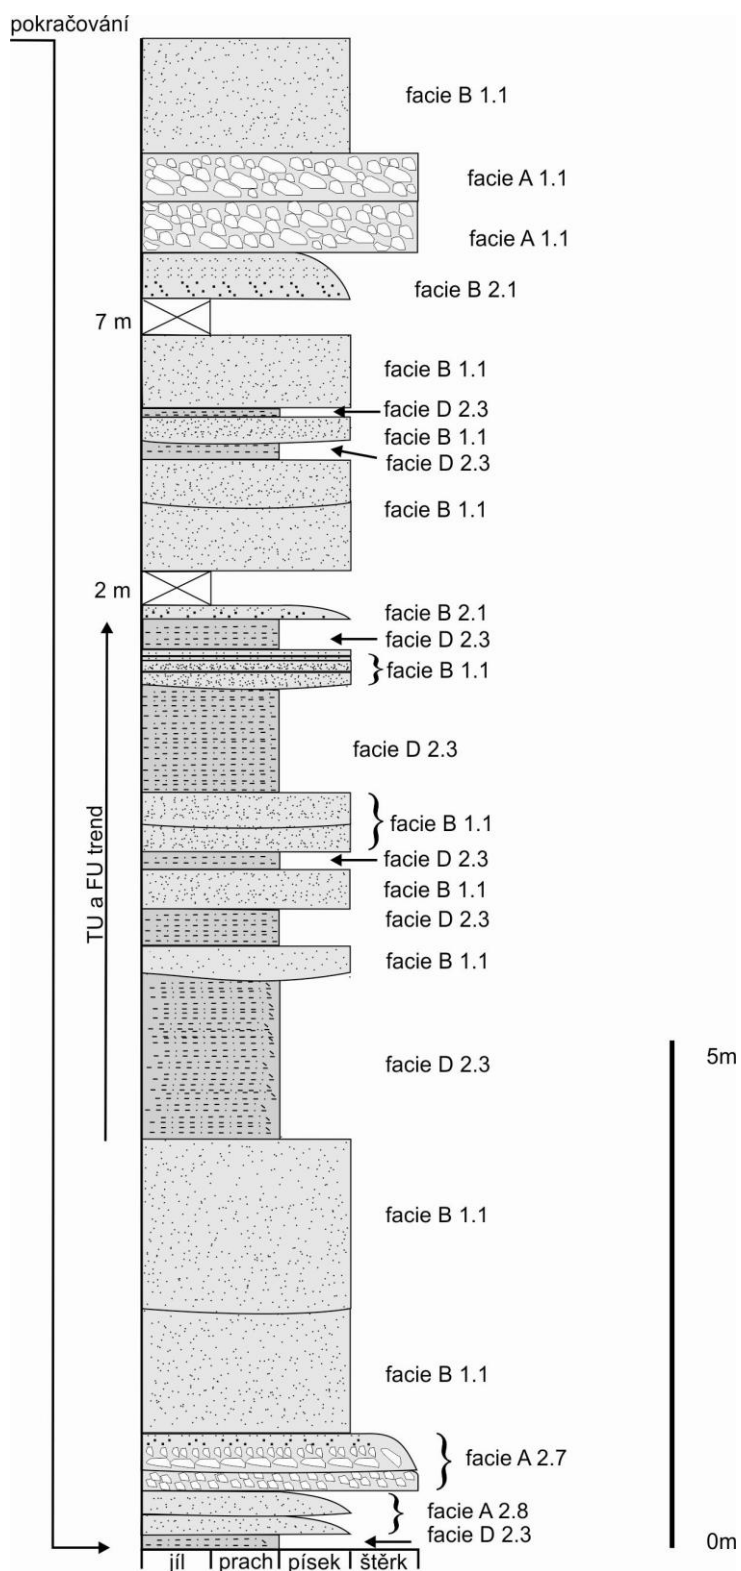 pokračování
facie B 1.1
facie A 1.1
facie A 1.1
facie B 2.1
7 m
facie B 1.1
facie D 2.3
facie B 1.1
facie D 2.3
facie B 1.1
2 m
facie B 2.1
facie D 2.3
facie B 1.1
facie D 2.3
facie B 1.1
facie D 2.3
facie B 1.1
facie D 2.3
facie B 1.1
TU a FU trend
facie D 2.3
5m
facie B 1.1
facie B 1.1
facie A 2.7
facie A 2.8
facie D 2.3
0m
jíl prach písek štěrk